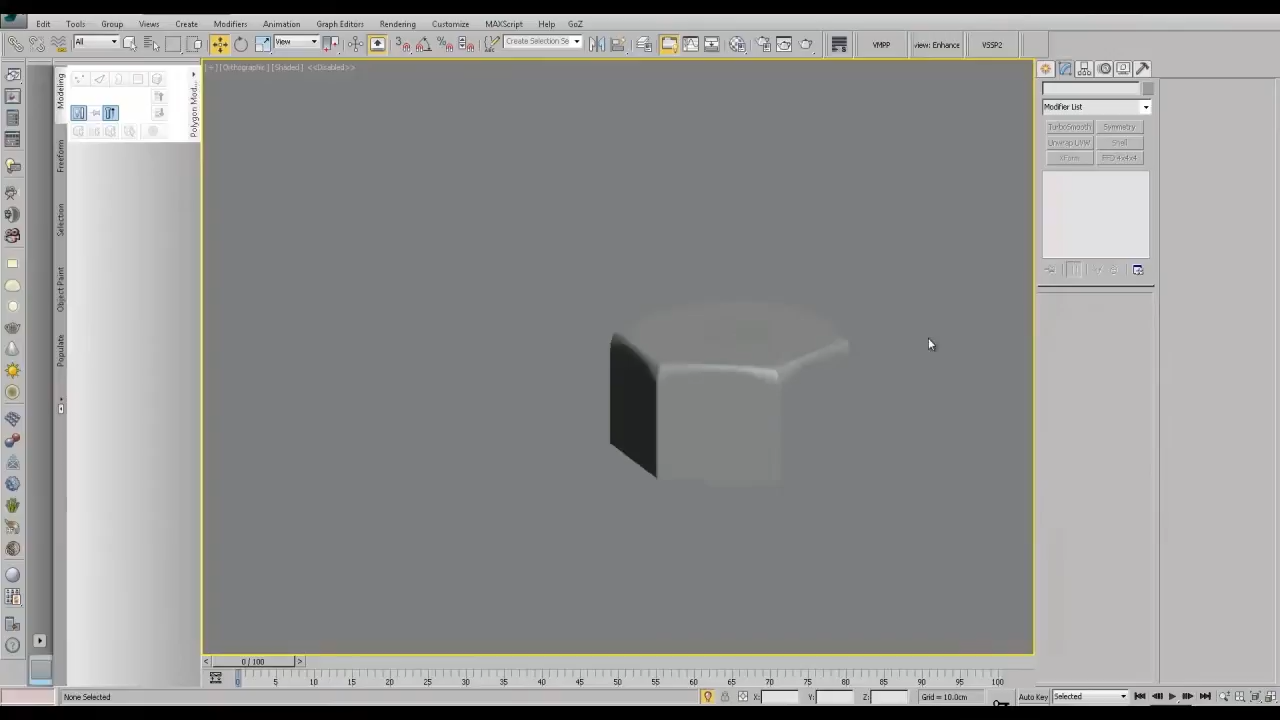 Edit Tools Group Views Create Modifiers Animation Graph Editors Rendering Customize MAXScript Help GoZ
All View Create Selection Se VMPP view: Enhance VSSP2
[ + ] [ Orthographic ] [ Shaded ] <<Disabled>>
Modeling
Polygon Mod...
Freeform
Selection
Object Paint
Populate
Modifier List
TurboSmooth Symmetry
Unwrap UVW Shell
XForm FFD 4x4x4
< 0 / 100 >
0 5 10 15 20 25 30 35 40 45 50 55 60 65 70 75 80 85 90 95 100
None Selected X: Y: Z: Grid = 10.0cm Auto Key Selected